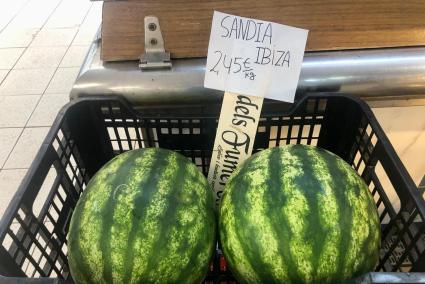 SANDIA
IBIZA
2,45€
Kg
dels Fumer